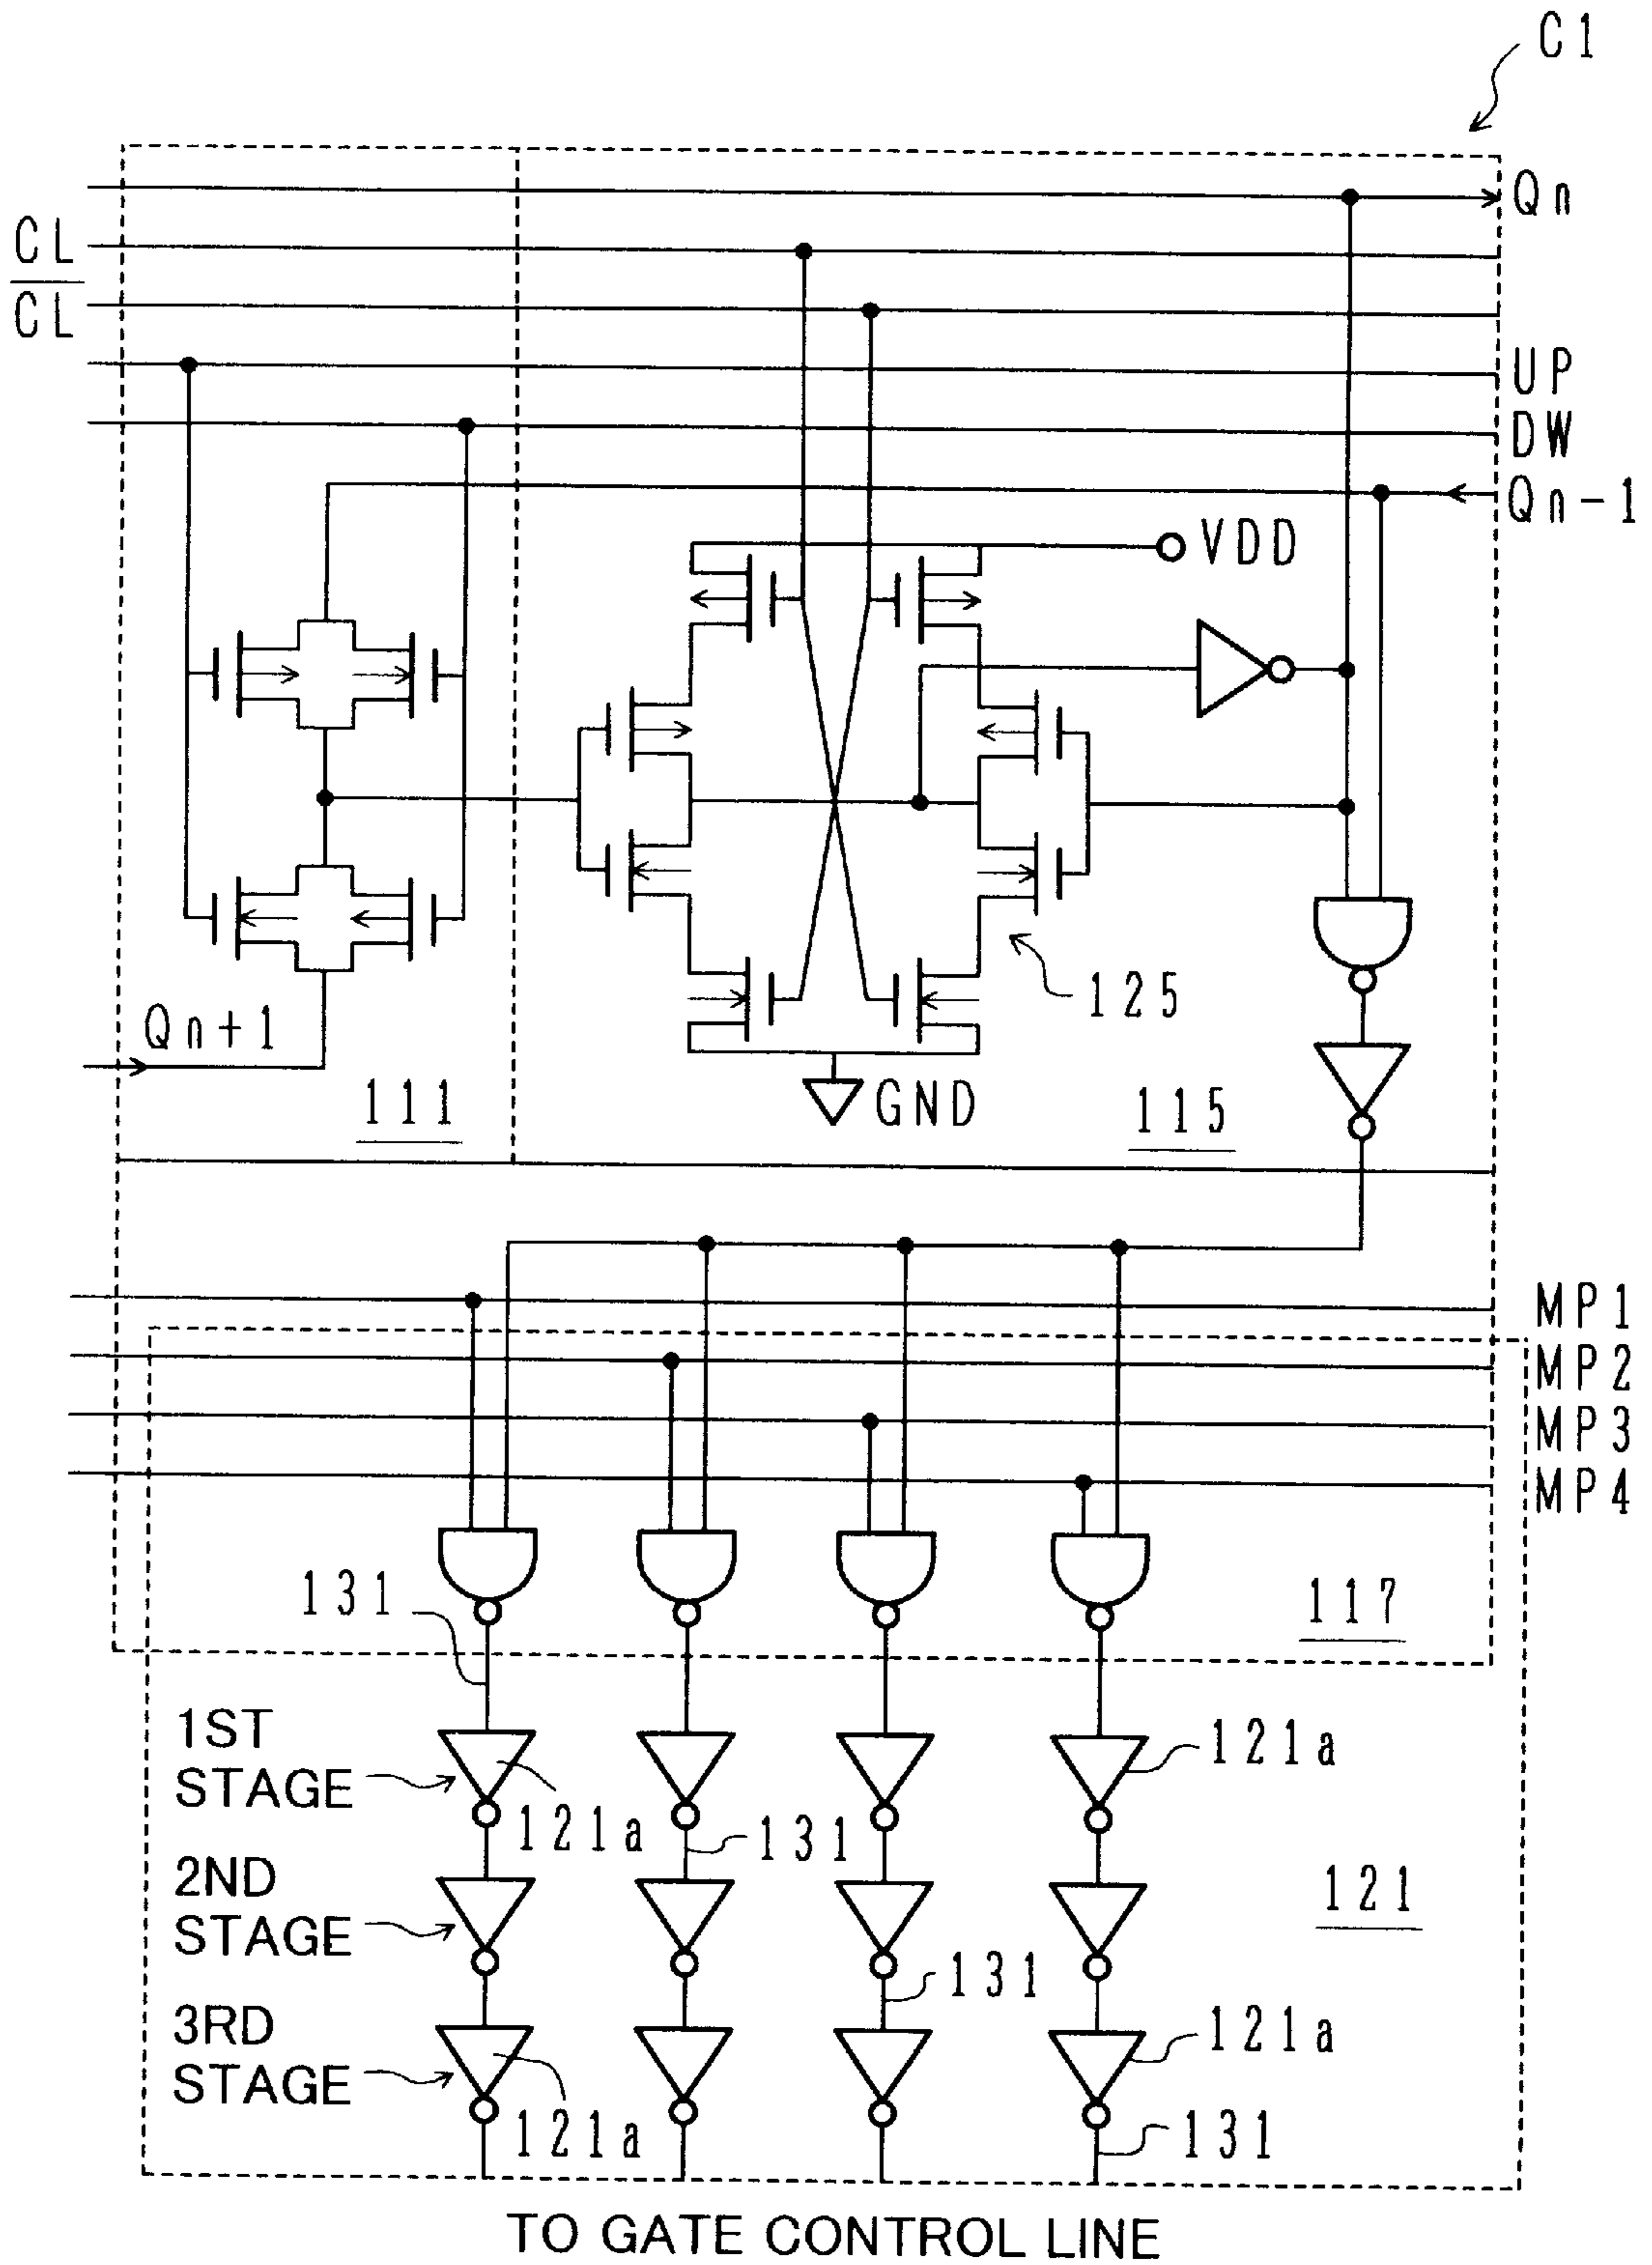 C1
Qn
CL
C̅L̅
UP
DW
Qn-1
VDD
125
Qn+1
GND
111
115
MP1
MP2
MP3
MP4
131
117
1ST
STAGE
121a
121a
131
2ND
STAGE
121
131
3RD
STAGE
121a
121a
131
TO GATE CONTROL LINE